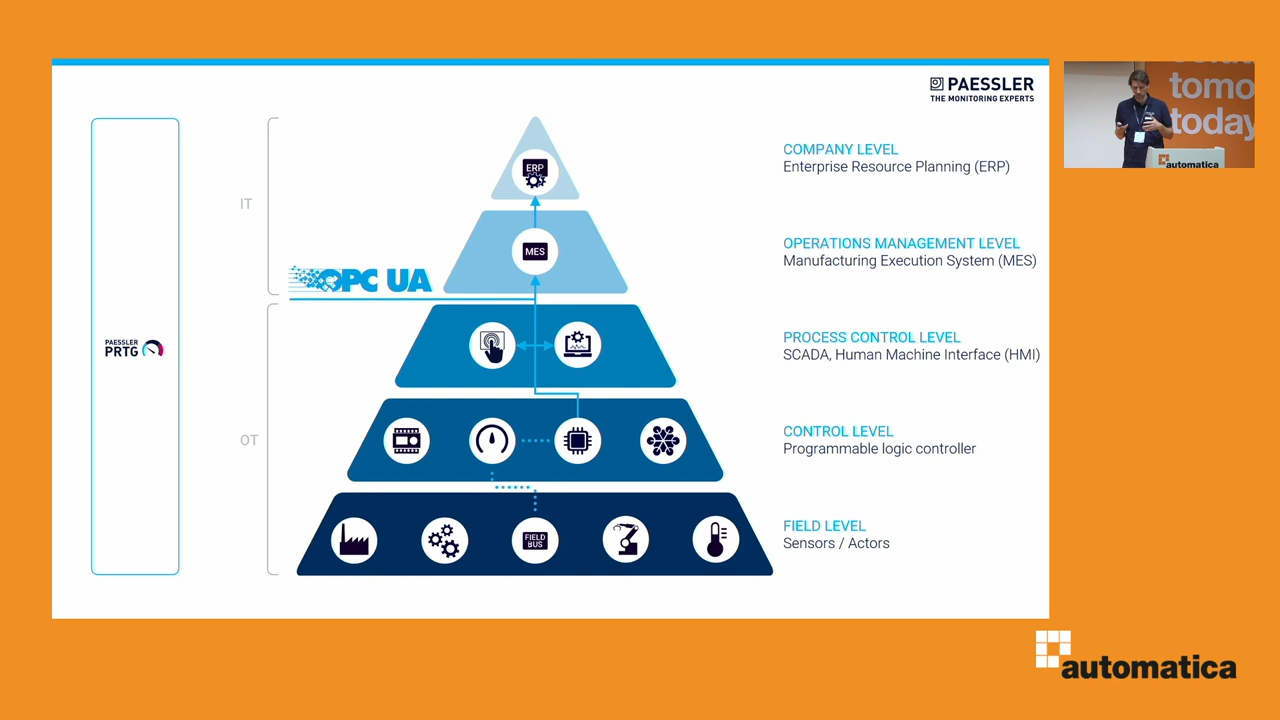 PAESSLER
THE MONITORING EXPERTS
tomo
today
automatica
PAESSLER
PRTG
IT
OT
OPC UA
ERP
MES
FIELD
BUS
COMPANY LEVEL
Enterprise Resource Planning (ERP)
OPERATIONS MANAGEMENT LEVEL
Manufacturing Execution System (MES)
PROCESS CONTROL LEVEL
SCADA, Human Machine Interface (HMI)
CONTROL LEVEL
Programmable logic controller
FIELD LEVEL
Sensors / Actors
automatica